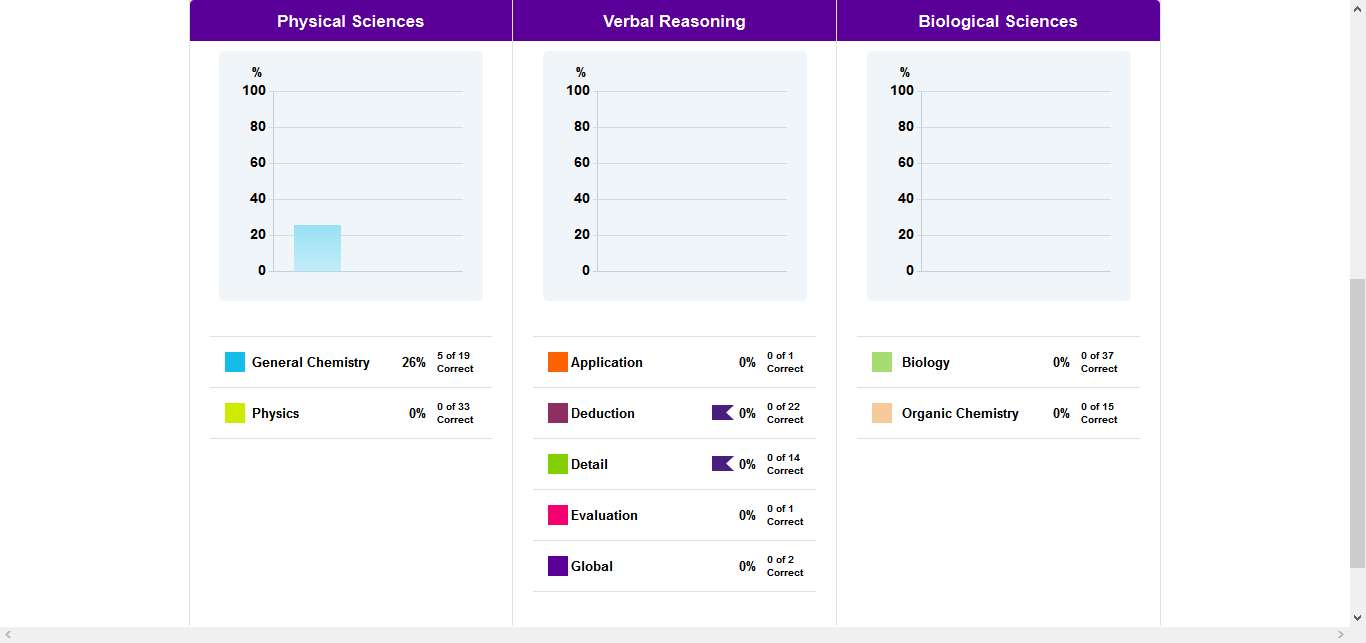 Physical Sciences
%
100
80
60
40
20
0
General Chemistry 26% 5 of 19 Correct
Physics 0% 0 of 33 Correct
Verbal Reasoning
%
100
80
60
40
20
0
Application 0% 0 of 1 Correct
Deduction 0% 0 of 22 Correct
Detail 0% 0 of 14 Correct
Evaluation 0% 0 of 1 Correct
Global 0% 0 of 2 Correct
Biological Sciences
%
100
80
60
40
20
0
Biology 0% 0 of 37 Correct
Organic Chemistry 0% 0 of 15 Correct